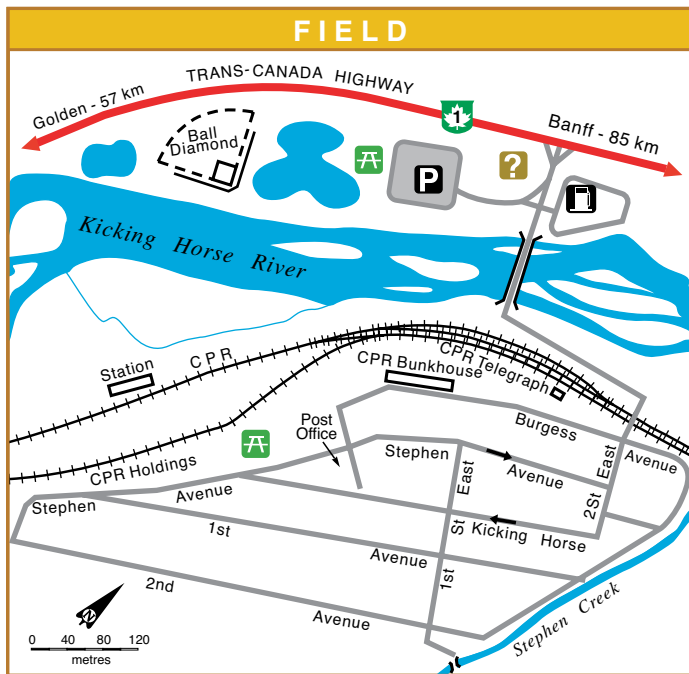 FIELD
TRANS-CANADA HIGHWAY
Golden - 57 km
1
Banff - 85 km
Ball
Diamond
P
?
Kicking Horse River
CPR
Station
CPR Telegraph
CPR Bunkhouse
CPR Holdings
Post
Office
Burgess
Avenue
Stephen
Avenue
East
East
2St
Stephen
Avenue
1st
Avenue
St
Kicking
Horse
1st
2nd
Avenue
Stephen Creek
N
0 40 80 120
metres